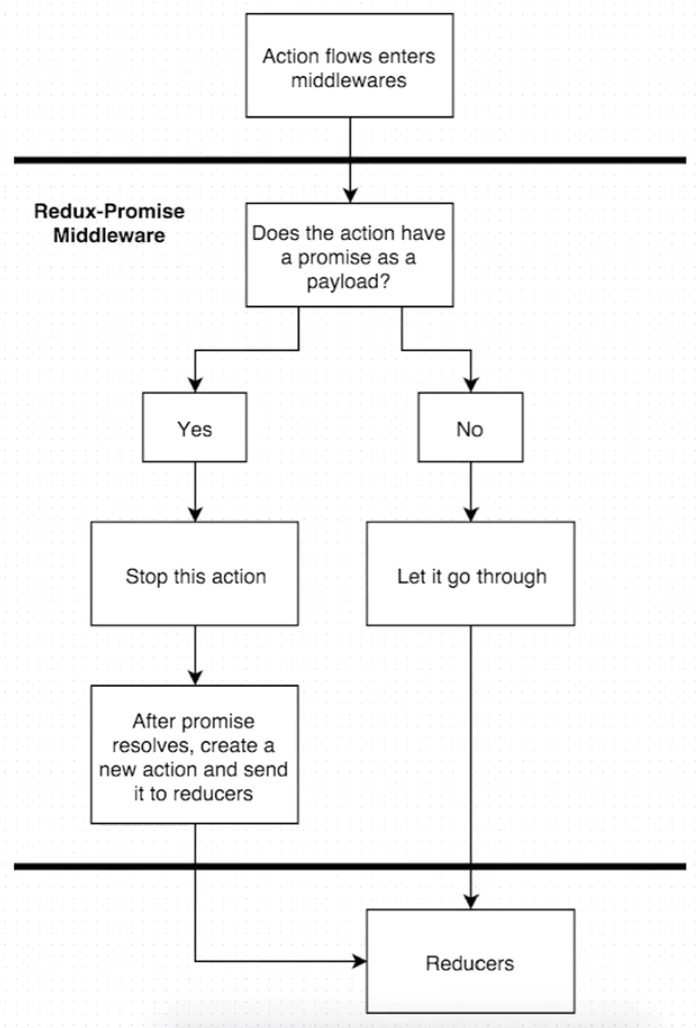 Action flows enters
middlewares
Redux-Promise
Middleware
Does the action have
a promise as a
payload?
Yes
No
Stop this action
Let it go through
After promise
resolves, create a
new action and send
it to reducers
Reducers